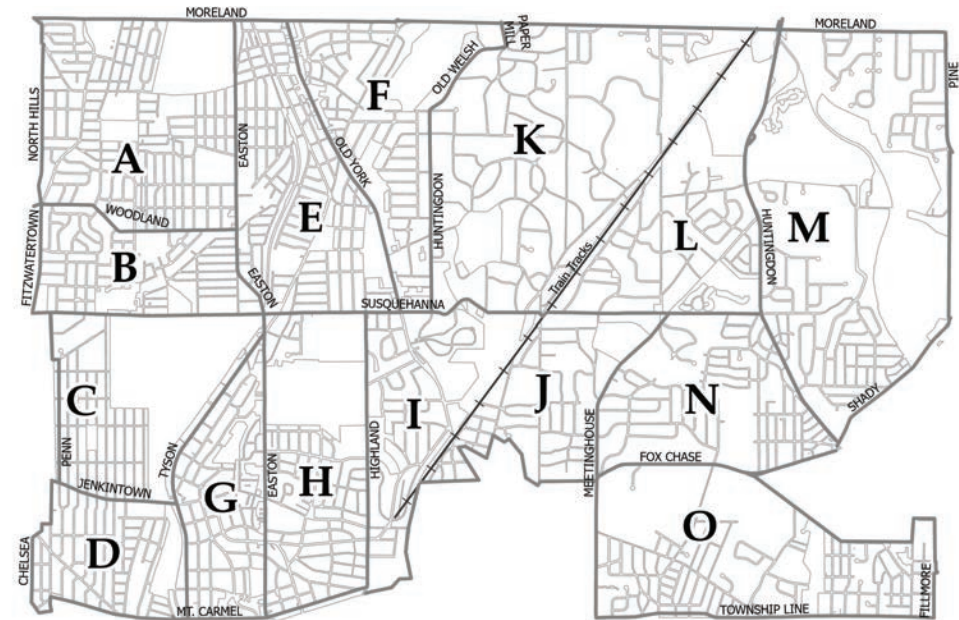 MORELAND
MORELAND
PAPER
MILL
OLD WELSH
PINE
NORTH HILLS
EASTON
F
OLD YORK
K
A
HUNTINGDON
WOODLAND
E
L
HUNTINGDON
M
FITZWATERTOWN
B
EASTON
Train Tracks
SUSQUEHANNA
C
PENN
TYSON
HIGHLAND
I
J
MEETINGHOUSE
N
SHADY
FOX CHASE
JENKINTOWN
G
EASTON
H
CHELSEA
D
O
MT. CARMEL
TOWNSHIP LINE
FILLMORE